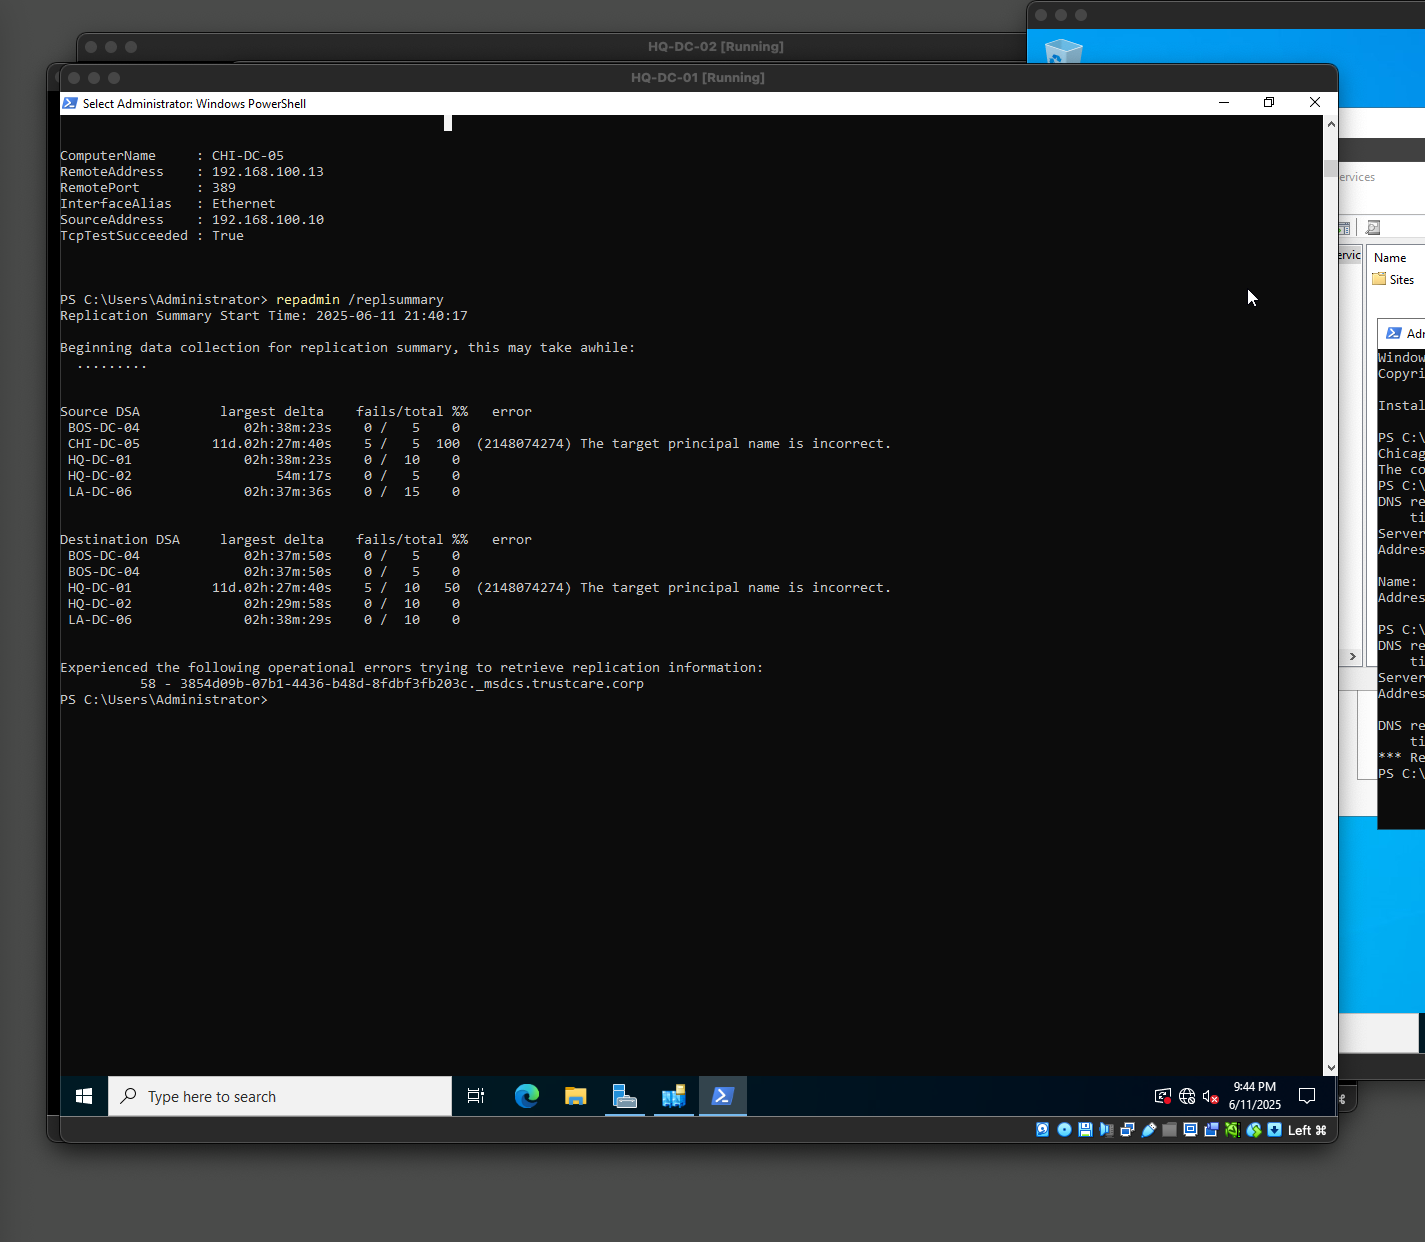 HQ-DC-02 [Running]
HQ-DC-01 [Running]
Select Administrator: Windows PowerShell
ComputerName     : CHI-DC-05
RemoteAddress    : 192.168.100.13
RemotePort       : 389
InterfaceAlias   : Ethernet
SourceAddress    : 192.168.100.10
TcpTestSucceeded : True
PS C:\Users\Administrator> repadmin /replsummary
Replication Summary Start Time: 2025-06-11 21:40:17
Beginning data collection for replication summary, this may take awhile:
  .........
Source DSA          largest delta    fails/total %%   error
 BOS-DC-04             02h:38m:23s    0 /   5    0
 CHI-DC-05         11d.02h:27m:40s    5 /   5  100  (2148074274) The target principal name is incorrect.
 HQ-DC-01              02h:38m:23s    0 /  10    0
 HQ-DC-02                  54m:17s    0 /   5    0
 LA-DC-06              02h:37m:36s    0 /  15    0
Destination DSA     largest delta    fails/total %%   error
 BOS-DC-04             02h:37m:50s    0 /   5    0
 BOS-DC-04             02h:37m:50s    0 /   5    0
 HQ-DC-01          11d.02h:27m:40s    5 /  10   50  (2148074274) The target principal name is incorrect.
 HQ-DC-02              02h:29m:58s    0 /  10    0
 LA-DC-06              02h:38m:29s    0 /  10    0
Experienced the following operational errors trying to retrieve replication information:
          58 - 3854d09b-07b1-4436-b48d-8fdbf3fb203c._msdcs.trustcare.corp
PS C:\Users\Administrator>
Type here to search
9:44 PM
6/11/2025
Left ⌘
ervices
ervic
Name
Sites
Adr
Window
Copyri
Instal
PS C:\
Chicag
The co
PS C:\
DNS re
ti
Server
Addres
Name:
Addres
PS C:\
DNS re
ti
Server
Addres
DNS re
ti
*** Re
PS C:\